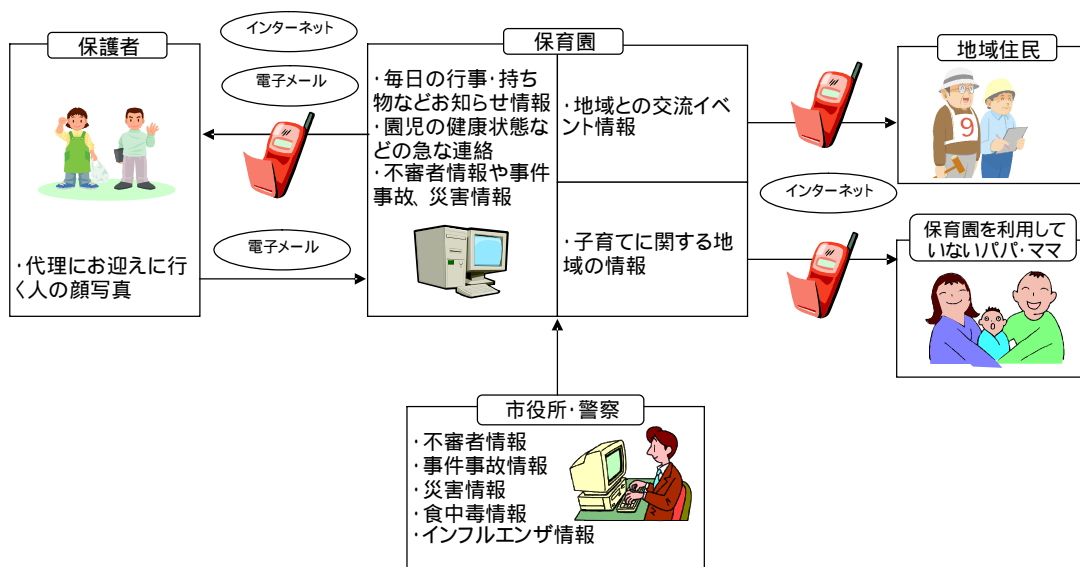 インターネット
保護者
保育園
地域住民
電子メール
・毎日の行事・持ち
物などお知らせ情報
・園児の健康状態な
どの急な連絡
・不審者情報や事件
事故、災害情報
・地域との交流イベ
ント情報
9
インターネット
電子メール
・代理にお迎えに行
く人の顔写真
・子育てに関する地
域の情報
保育園を利用して
いないパパ・ママ
市役所・警察
・不審者情報
・事件事故情報
・災害情報
・食中毒情報
・インフルエンザ情報